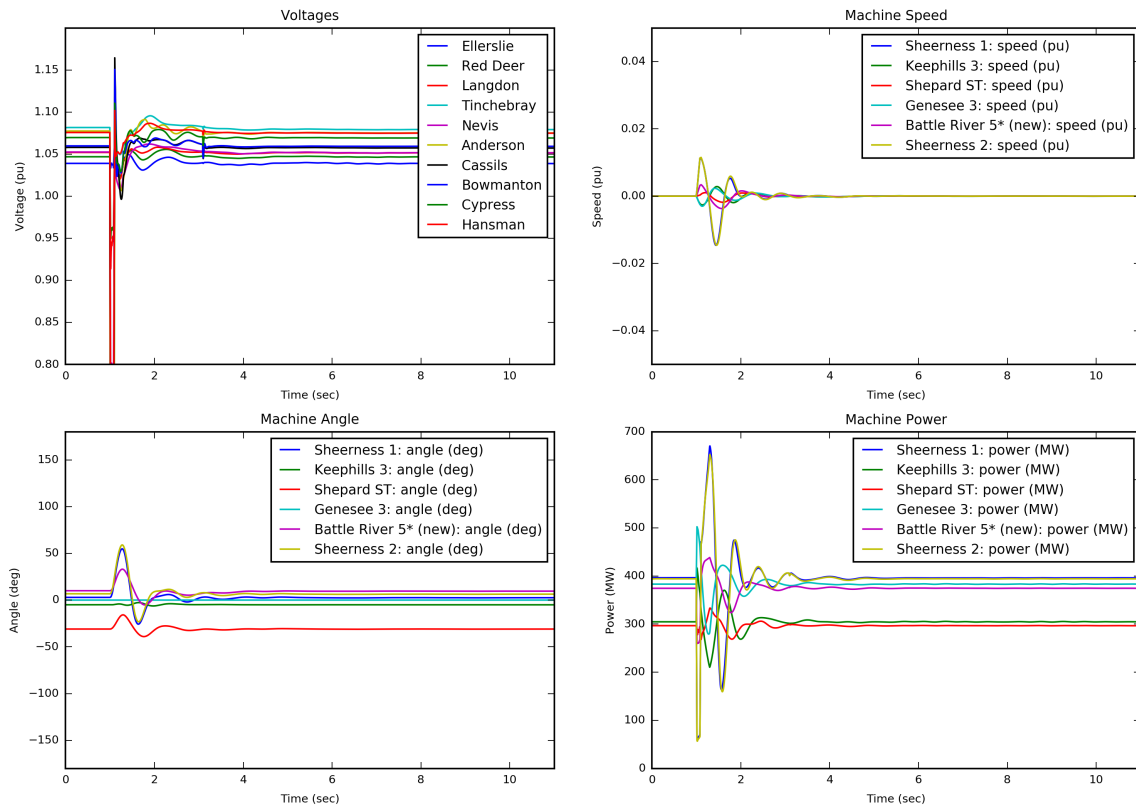 Voltages
Voltage (pu)
1.15
1.10
1.05
1.00
0.95
0.90
0.85
0.80
0 2 4 6 8 10
Time (sec)
Ellerslie
Red Deer
Langdon
Tinchebray
Nevis
Anderson
Cassils
Bowmanton
Cypress
Hansman
Machine Speed
Speed (pu)
0.04
0.02
0.00
−0.02
−0.04
0 2 4 6 8 10
Time (sec)
Sheerness 1: speed (pu)
Keephills 3: speed (pu)
Shepard ST: speed (pu)
Genesee 3: speed (pu)
Battle River 5* (new): speed (pu)
Sheerness 2: speed (pu)
Machine Angle
Angle (deg)
150
100
50
0
−50
−100
−150
0 2 4 6 8 10
Time (sec)
Sheerness 1: angle (deg)
Keephills 3: angle (deg)
Shepard ST: angle (deg)
Genesee 3: angle (deg)
Battle River 5* (new): angle (deg)
Sheerness 2: angle (deg)
Machine Power
Power (MW)
700
600
500
400
300
200
100
0
0 2 4 6 8 10
Time (sec)
Sheerness 1: power (MW)
Keephills 3: power (MW)
Shepard ST: power (MW)
Genesee 3: power (MW)
Battle River 5* (new): power (MW)
Sheerness 2: power (MW)